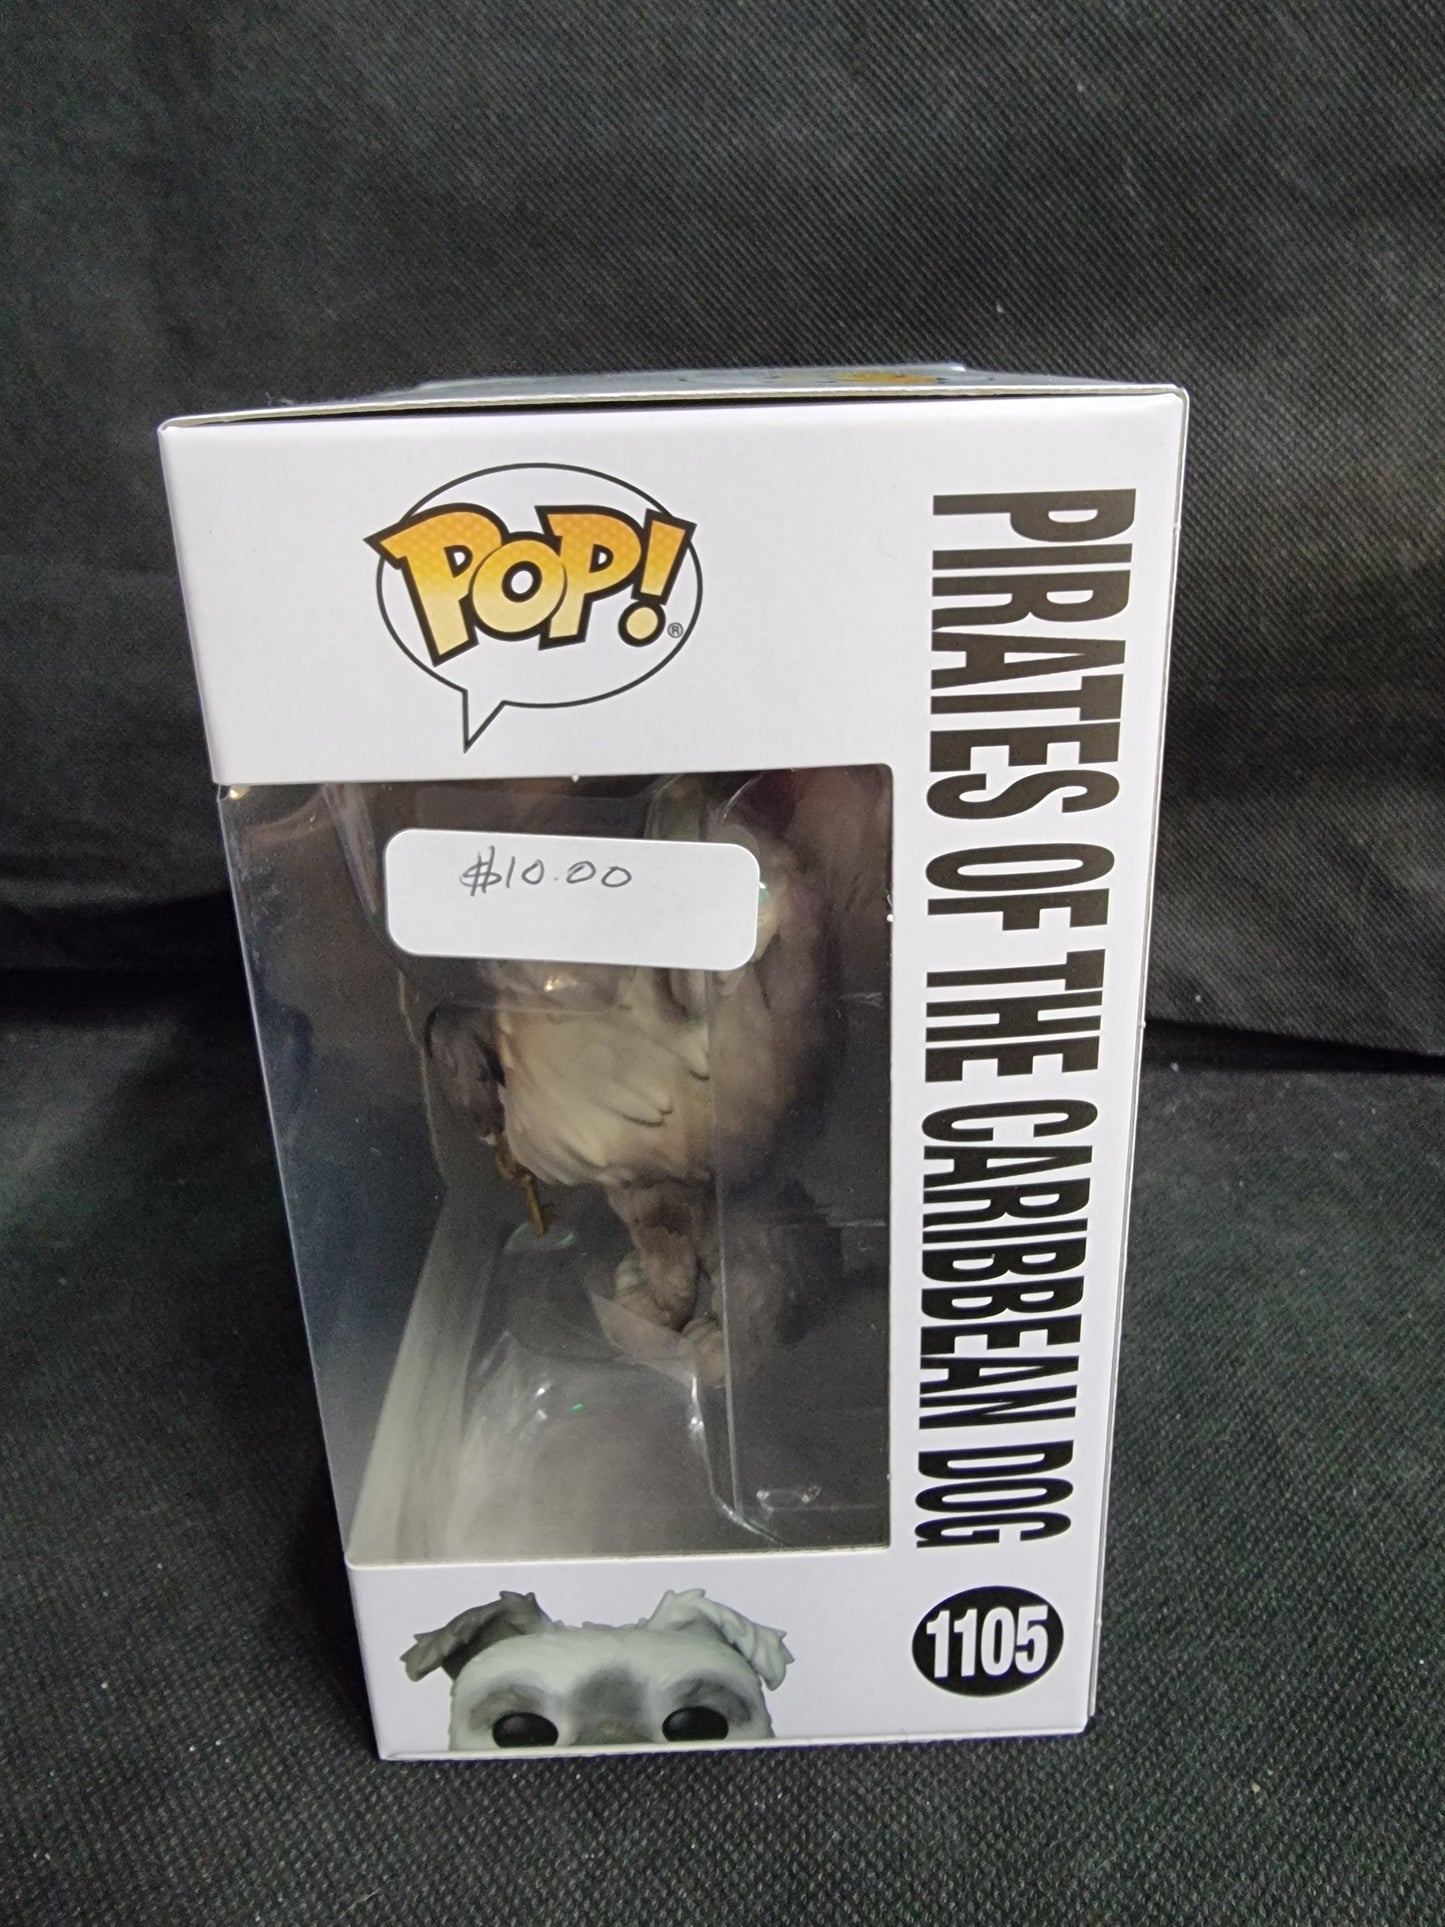 POP!®
$10.00
PIRATES OF THE CARIBBEAN DOG
1105